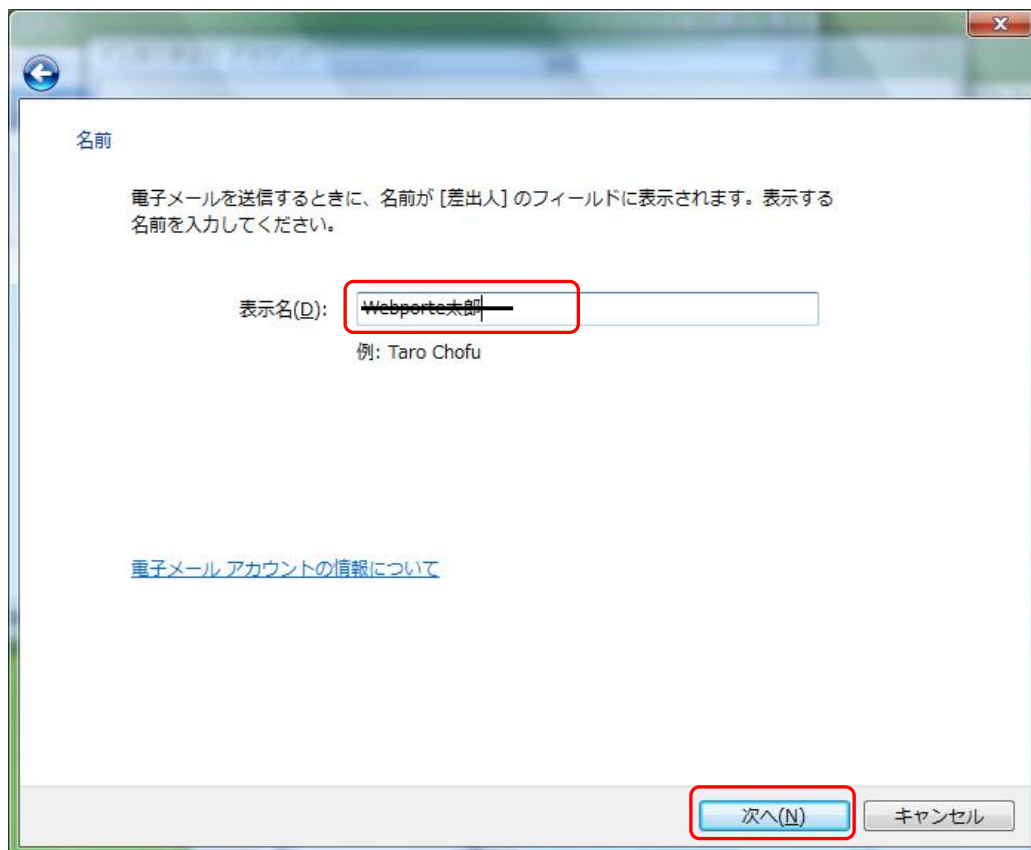 名前
電子メールを送信するときに、名前が [差出人] のフィールドに表示されます。表示する
名前を入力してください。
表示名(D): Webporte太郎
例: Taro Chofu
電子メール アカウントの情報について
次へ(N) キャンセル